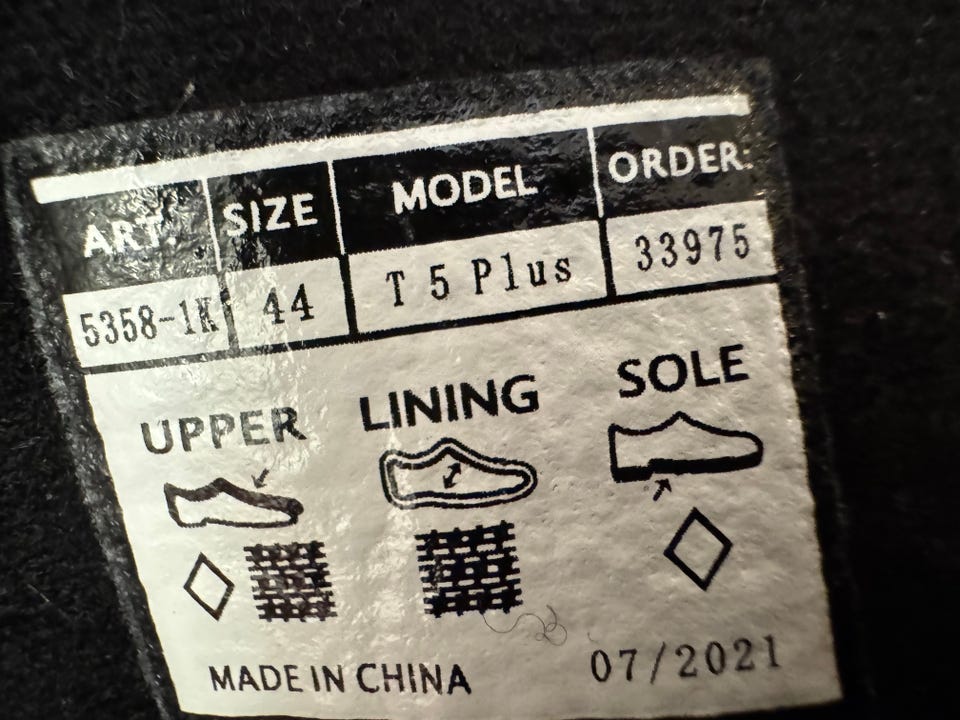 ART. SIZE MODEL ORDER:
5358-1K 44 T 5 Plus 33975
UPPER LINING SOLE
MADE IN CHINA 07/2021